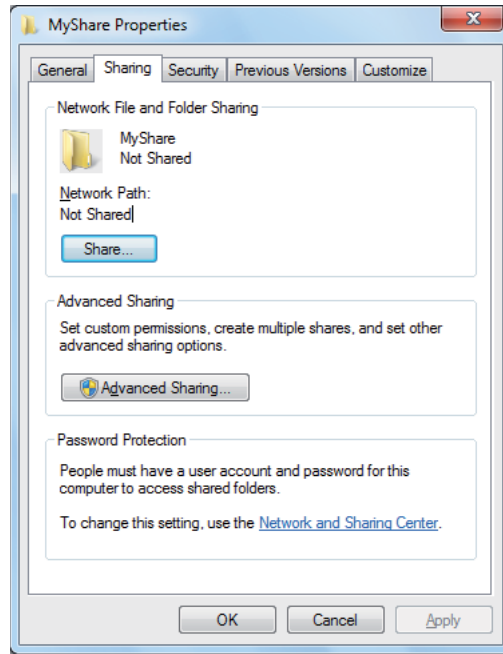 MyShare Properties
General Sharing Security Previous Versions Customize
Network File and Folder Sharing
MyShare
Not Shared
Network Path:
Not Shared
Share...
Advanced Sharing
Set custom permissions, create multiple shares, and set other
advanced sharing options.
Advanced Sharing...
Password Protection
People must have a user account and password for this
computer to access shared folders.
To change this setting, use the Network and Sharing Center.
OK Cancel Apply